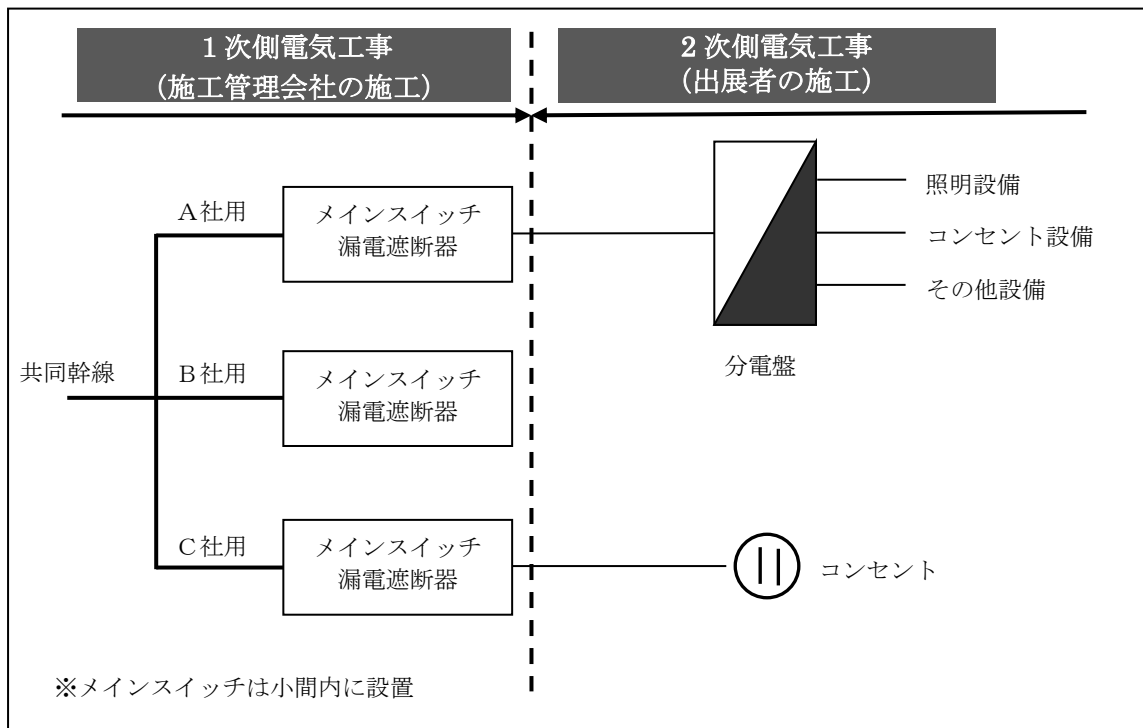 １次側電気工事
（施工管理会社の施工）
２次側電気工事
（出展者の施工）
Ａ社用
メインスイッチ
漏電遮断器
照明設備
コンセント設備
その他設備
分電盤
共同幹線
Ｂ社用
メインスイッチ
漏電遮断器
Ｃ社用
メインスイッチ
漏電遮断器
コンセント
※メインスイッチは小間内に設置